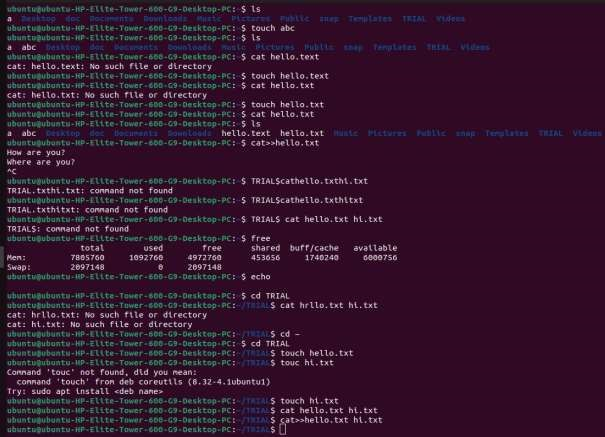 ubuntu@ubuntu-HP-Elite-Tower-600-G9-Desktop-PC:~$ ls
a Desktop doc Documents Downloads Music Pictures Public snap Templates TRIAL Videos
ubuntu@ubuntu-HP-Elite-Tower-600-G9-Desktop-PC:~$ touch abc
ubuntu@ubuntu-HP-Elite-Tower-600-G9-Desktop-PC:~$ ls
a abc Desktop doc Documents Downloads Music Pictures Public snap Templates TRIAL Videos
ubuntu@ubuntu-HP-Elite-Tower-600-G9-Desktop-PC:~$ cat hello.text
cat: hello.text: No such file or directory
ubuntu@ubuntu-HP-Elite-Tower-600-G9-Desktop-PC:~$ touch hello.text
ubuntu@ubuntu-HP-Elite-Tower-600-G9-Desktop-PC:~$ cat hello.txt
cat: hello.txt: No such file or directory
ubuntu@ubuntu-HP-Elite-Tower-600-G9-Desktop-PC:~$ touch hello.txt
ubuntu@ubuntu-HP-Elite-Tower-600-G9-Desktop-PC:~$ cat hello.txt
ubuntu@ubuntu-HP-Elite-Tower-600-G9-Desktop-PC:~$ ls
a abc Desktop doc Documents Downloads hello.text hello.txt Music Pictures Public snap Templates TRIAL Videos
ubuntu@ubuntu-HP-Elite-Tower-600-G9-Desktop-PC:~$ cat>>hello.txt
How are you?
Where are you?
^C
ubuntu@ubuntu-HP-Elite-Tower-600-G9-Desktop-PC:~$ TRIAL$cathello.txthi.txt
TRIAL.txthi.txt: command not found
ubuntu@ubuntu-HP-Elite-Tower-600-G9-Desktop-PC:~$ TRIAL$cathello.txthitxt
TRIAL.txthitxt: command not found
ubuntu@ubuntu-HP-Elite-Tower-600-G9-Desktop-PC:~$ TRIAL$ cat hello.txt hi.txt
TRIAL$: command not found
ubuntu@ubuntu-HP-Elite-Tower-600-G9-Desktop-PC:~$ free
total used free shared buff/cache available
Mem: 7805760 1092760 4972760 453656 1740240 6000756
Swap: 2097148 0 2097148
ubuntu@ubuntu-HP-Elite-Tower-600-G9-Desktop-PC:~$ echo
ubuntu@ubuntu-HP-Elite-Tower-600-G9-Desktop-PC:~$ cd TRIAL
ubuntu@ubuntu-HP-Elite-Tower-600-G9-Desktop-PC:~/TRIAL$ cat hrllo.txt hi.txt
cat: hrllo.txt: No such file or directory
cat: hi.txt: No such file or directory
ubuntu@ubuntu-HP-Elite-Tower-600-G9-Desktop-PC:~/TRIAL$ cd ~
ubuntu@ubuntu-HP-Elite-Tower-600-G9-Desktop-PC:~$ cd TRIAL
ubuntu@ubuntu-HP-Elite-Tower-600-G9-Desktop-PC:~/TRIAL$ touch hello.txt
ubuntu@ubuntu-HP-Elite-Tower-600-G9-Desktop-PC:~/TRIAL$ touc hi.txt
Command 'touc' not found, did you mean:
command 'touch' from deb coreutils (8.32-4.1ubuntu1)
Try: sudo apt install <deb name>
ubuntu@ubuntu-HP-Elite-Tower-600-G9-Desktop-PC:~/TRIAL$ touch hi.txt
ubuntu@ubuntu-HP-Elite-Tower-600-G9-Desktop-PC:~/TRIAL$ cat hello.txt hi.txt
ubuntu@ubuntu-HP-Elite-Tower-600-G9-Desktop-PC:~/TRIAL$ cat>>hello.txt hi.txt
ubuntu@ubuntu-HP-Elite-Tower-600-G9-Desktop-PC:~/TRIAL$